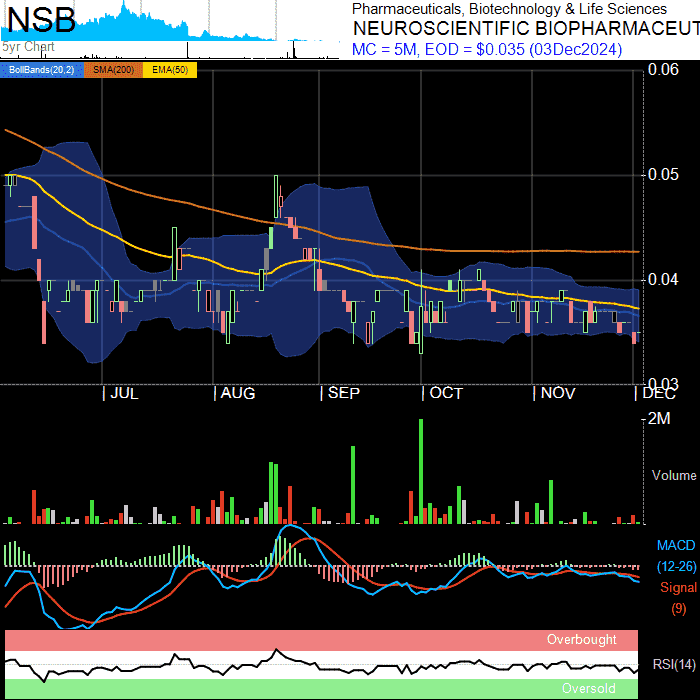 NSB
5yr Chart
Pharmaceuticals, Biotechnology & Life Sciences
NEUROSCIENTIFIC BIOPHARMACEUT
MC = 5M, EOD = $0.035 (03Dec2024)
BollBands(20,2) SMA(200) EMA(50)
0.06
0.05
0.04
0.03
JUL AUG SEP OCT NOV DEC
2M
Volume
MACD
(12-26)
Signal
(9)
Overbought
RSI(14)
Oversold